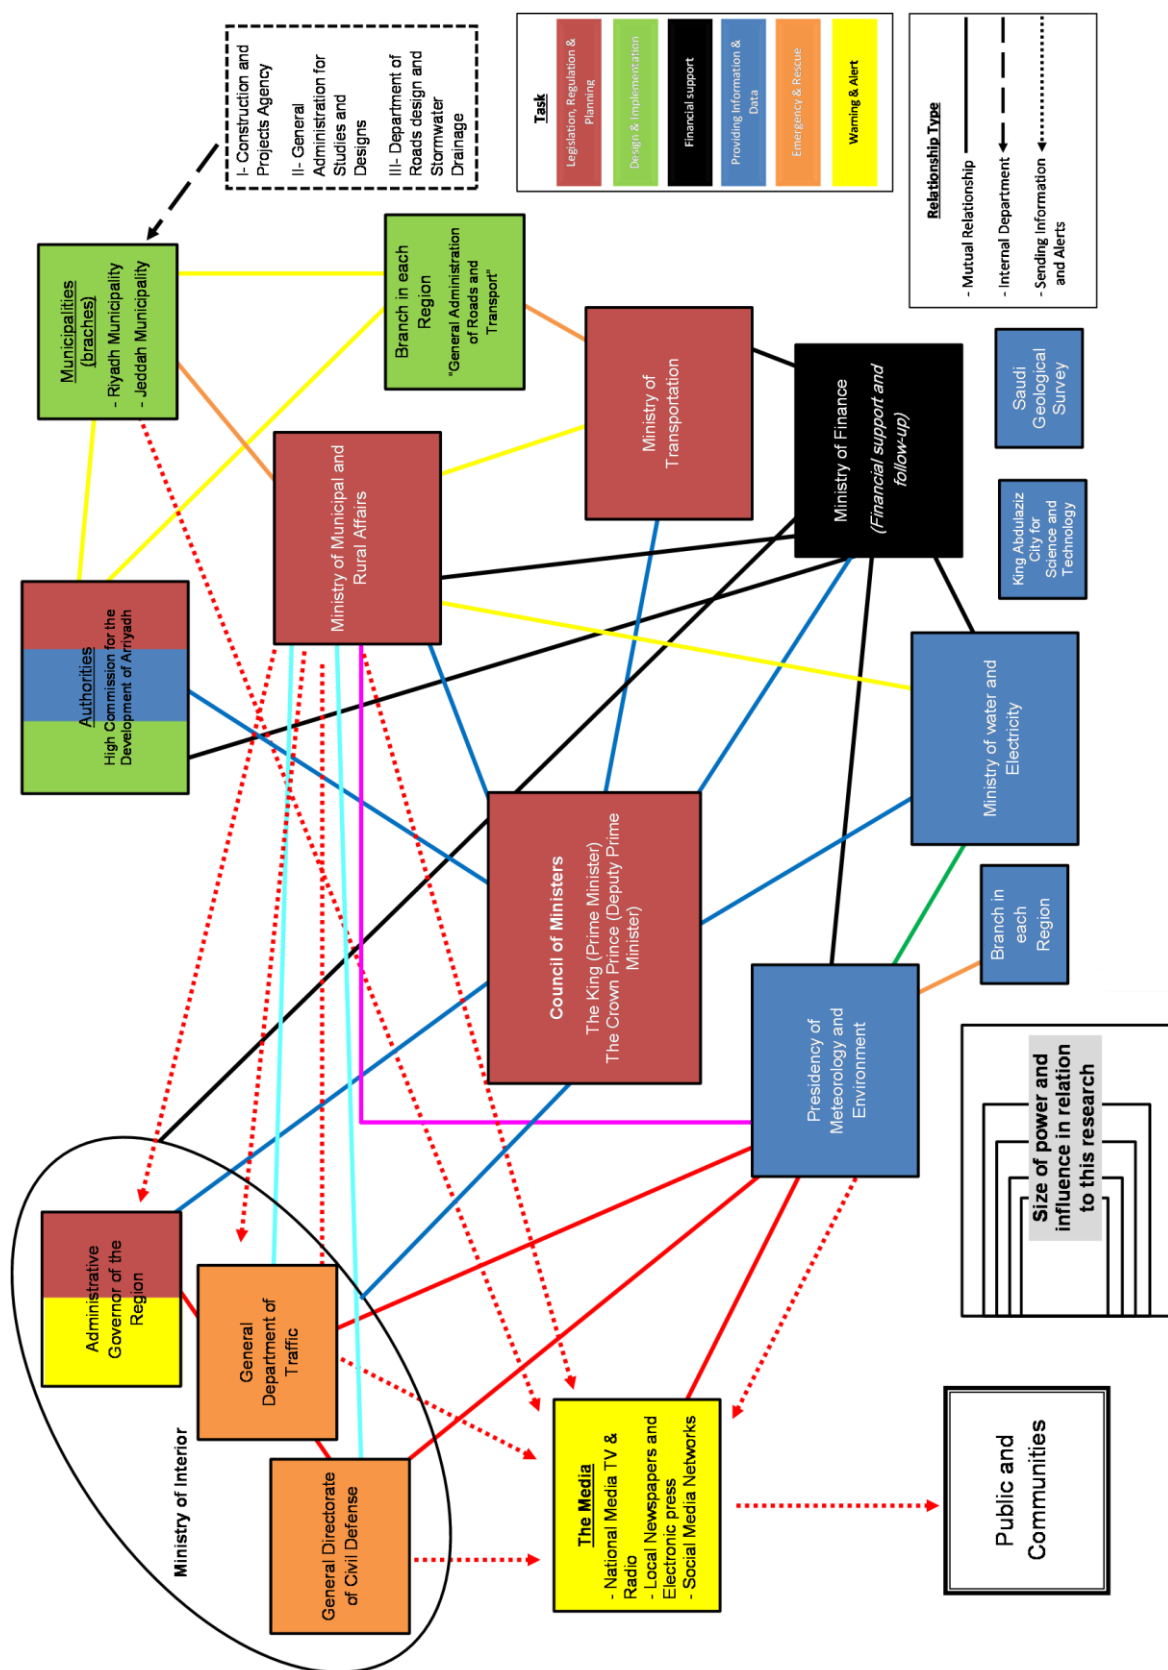 Ministry of Interior
Administrative
Governor of the
Region
General
Department of
Traffic
General Directorate
of Civil Defense
The Media
- National Media TV &
Radio
- Local Newspapers and
Electronic press
- Social Media Networks
Public and
Communities
Authorities
High Commission for the
Development of Arriyadh
Municipalities
(braches)
- Riyadh Municipality
- Jeddah Municipality
I- Construction and
Projects Agency
II- General
Administration for
Studies and
Designs
III- Department of
Roads design and
Stormwater
Drainage
Branch in each
Region
"General Administration
of Roads and
Transport"
Ministry of Municipal and
Rural Affairs
Ministry of
Transportation
Council of Ministers
The King (Prime Minister)
The Crown Prince (Deputy Prime
Minister)
Ministry of Finance
(Financial support and
follow-up)
Presidency of
Meteorology and
Environment
Ministry of water and
Electricity
Branch in
each
Region
King Abdulaziz
City for
Science and
Technology
Saudi
Geological
Survey
Size of power and
influence in relation
to this research
Task
Legislation, Regulation &
Planning
Design & Implementation
Financial support
Providing Information &
Data
Emergency & Rescue
Warning & Alert
Relationship Type
- Mutual Relationship
- Internal Department
- Sending Information
and Alerts